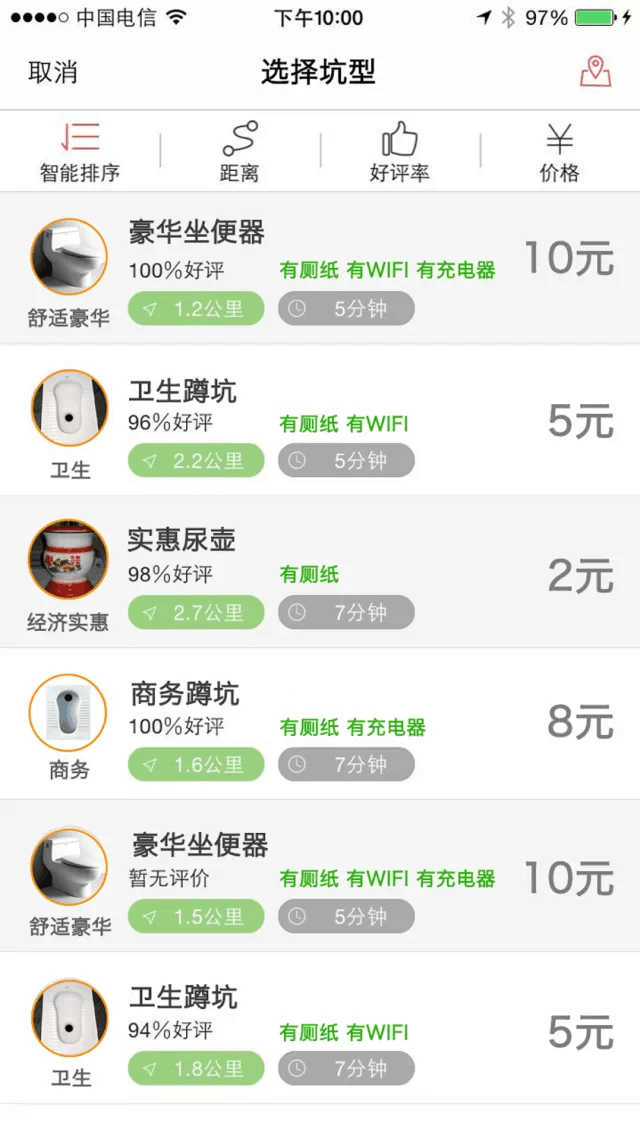 中国电信 下午10:00 97%
取消 选择坑型
智能排序 距离 好评率 价格
豪华坐便器
10元
100%好评 有厕纸 有WIFI 有充电器
1.2公里 5分钟
舒适豪华
卫生蹲坑
5元
96%好评 有厕纸 有WIFI
2.2公里 5分钟
卫生
实惠尿壶
2元
98%好评 有厕纸
2.7公里 7分钟
经济实惠
商务蹲坑
8元
100%好评 有厕纸 有充电器
1.6公里 7分钟
商务
豪华坐便器
10元
暂无评价 有厕纸 有WIFI 有充电器
1.5公里 5分钟
舒适豪华
卫生蹲坑
5元
94%好评 有厕纸 有WIFI
1.8公里 7分钟
卫生